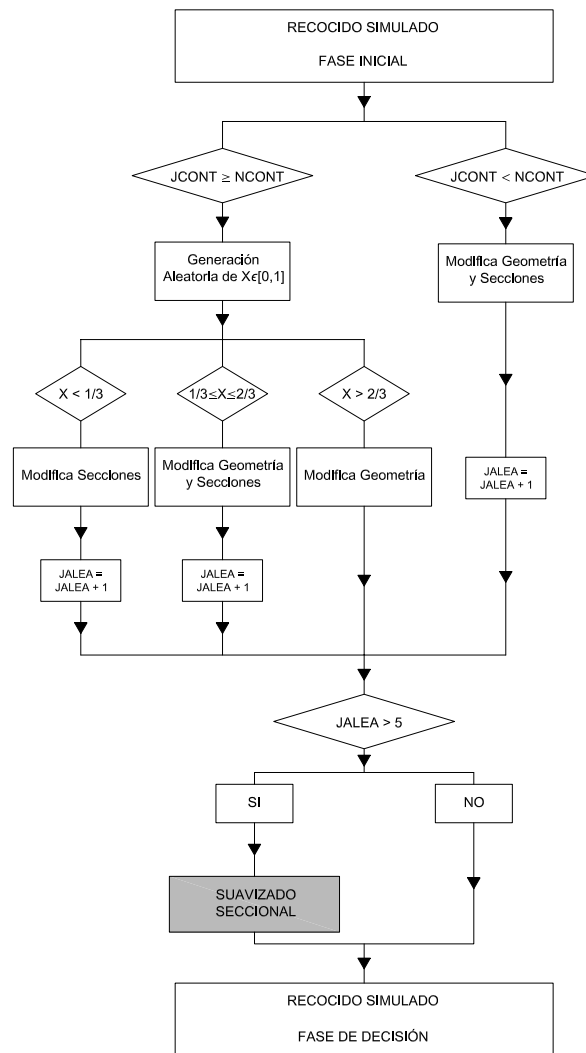 RECOCIDO SIMULADO
FASE INICIAL
JCONT ≥ NCONT
JCONT < NCONT
Generación
Aleatoria de Xϵ[0,1]
Modifica Geometría
y Secciones
X < 1/3
1/3≤X≤2/3
X > 2/3
Modifica Secciones
Modifica Geometría
y Secciones
Modifica Geometría
JALEA =
JALEA + 1
JALEA =
JALEA + 1
JALEA =
JALEA + 1
JALEA > 5
SI
NO
SUAVIZADO
SECCIONAL
RECOCIDO SIMULADO
FASE DE DECISIÓN